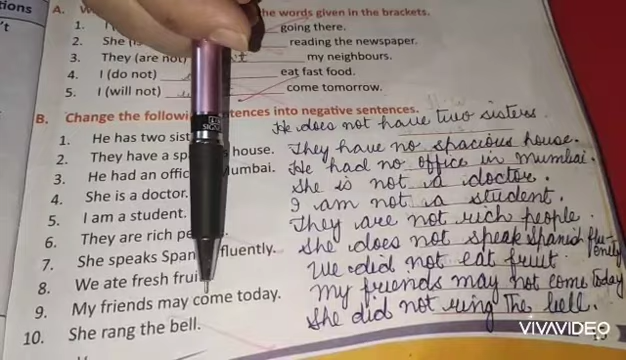 tions
't
A.
the words given in the brackets.
1. going there.
2. She reading the newspaper.
3. They (are not) my neighbours.
4. I (do not) eat fast food.
5. I (will not) come tomorrow.
B. Change the following sentences into negative sentences.
1. He has two He does not have two sisters.
2. They have a house. They have no spacious house.
3. He had an Mumbai. He had no office in mumbai.
4. She is a doctor. She is not a doctor.
5. I am a student. I am not a student.
6. They are rich They are not rich people.
7. She speaks fluently. She does not speak Spanish fluently
8. We ate fresh We did not eat fruit.
9. My friends may come today. My friends may not come Today
10. She rang the bell. She did not ring The bell.
VIVAVIDEO